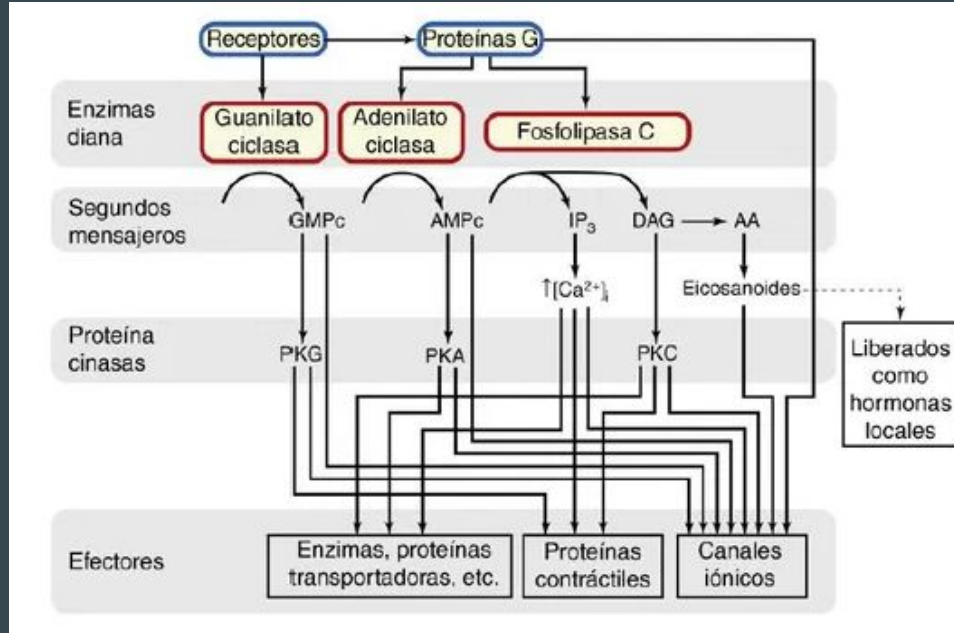 Receptores
Proteínas G
Enzimas
diana
Guanilato
ciclasa
Adenilato
ciclasa
Fosfolipasa C
Segundos
mensajeros
GMPc
AMPc
IP₃
DAG
AA
↑[Ca²⁺]ᵢ
Eicosanoides
Proteína
cinasas
PKG
PKA
PKC
Liberados
como
hormonas
locales
Efectores
Enzimas, proteínas
transportadoras, etc.
Proteínas
contráctiles
Canales
iónicos